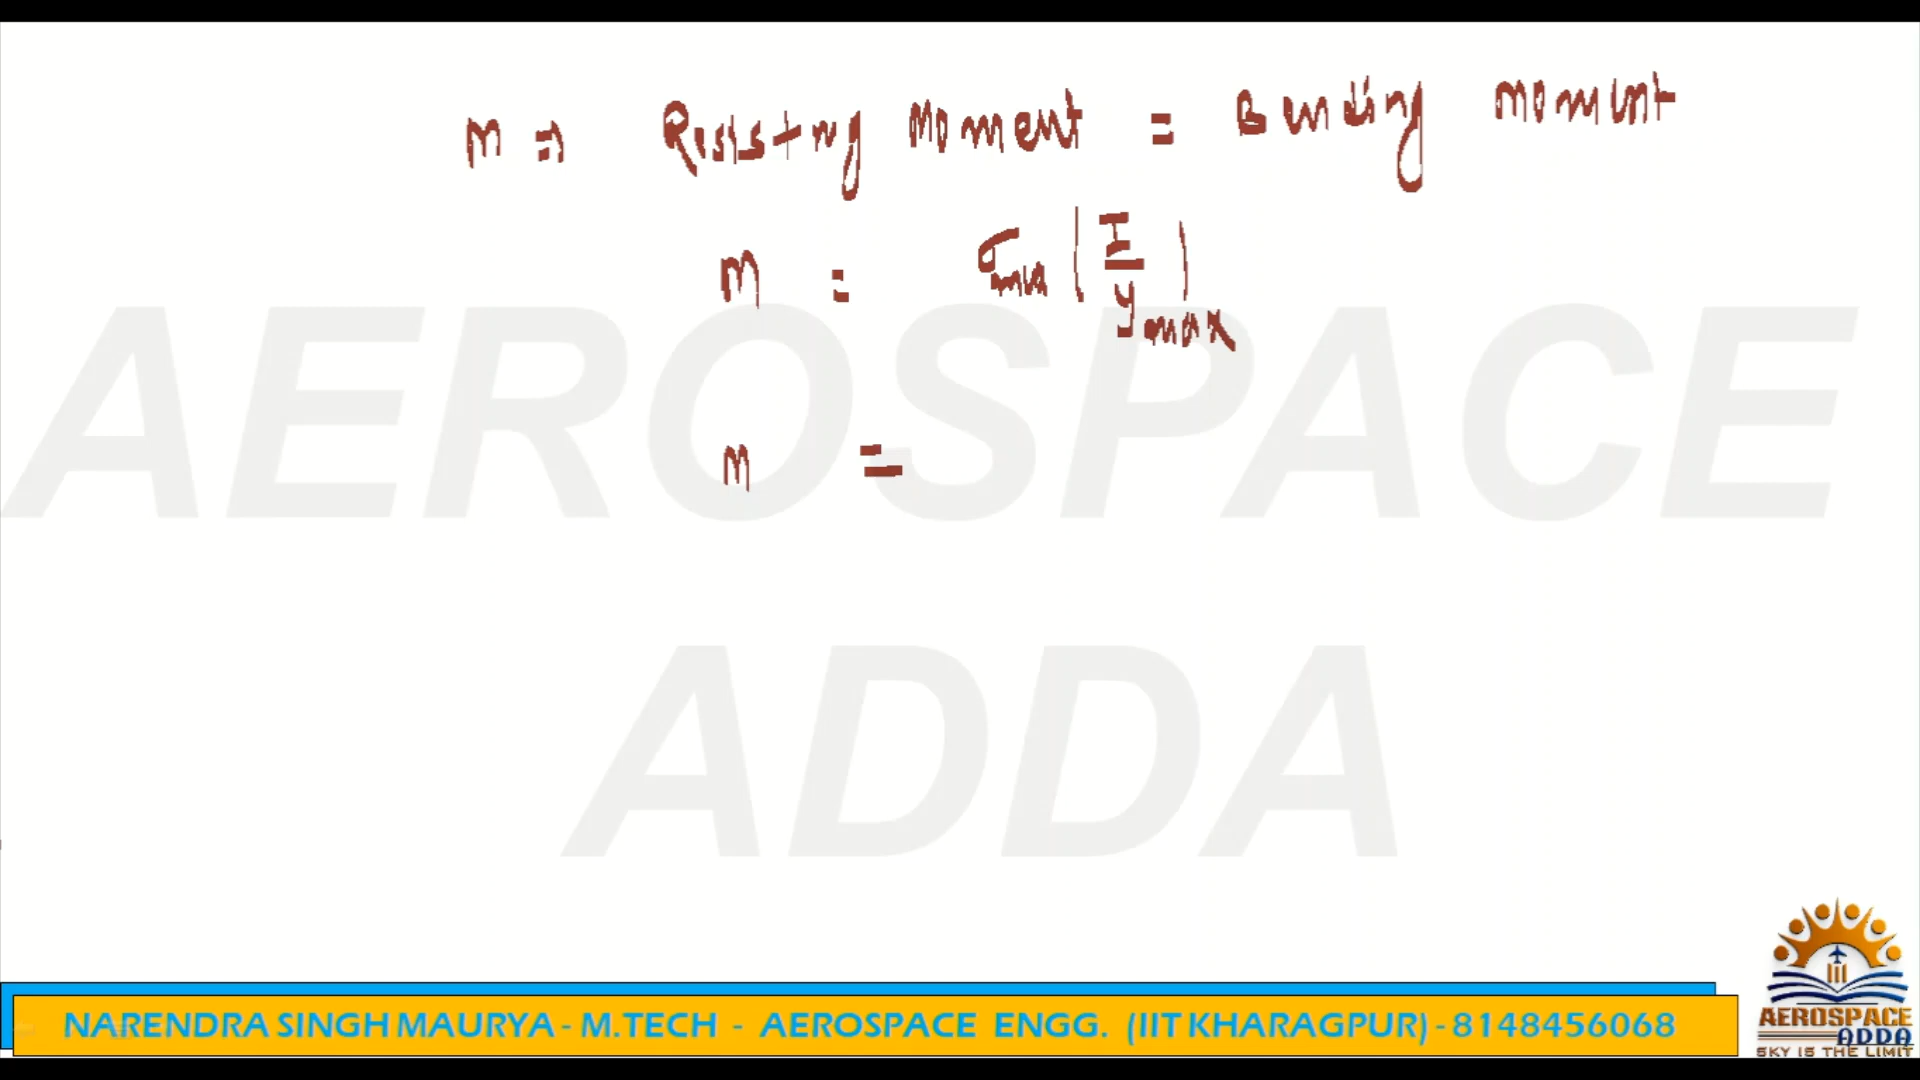 M ⇒ Resisting Moment = Bending Moment
M = σmax (I/ymax)
M =
AEROSPACE
ADDA
NARENDRA SINGH MAURYA - M.TECH - AEROSPACE ENGG. (IIT KHARAGPUR) - 8148456068
AEROSPACE
ADDA
SKY IS THE LIMIT